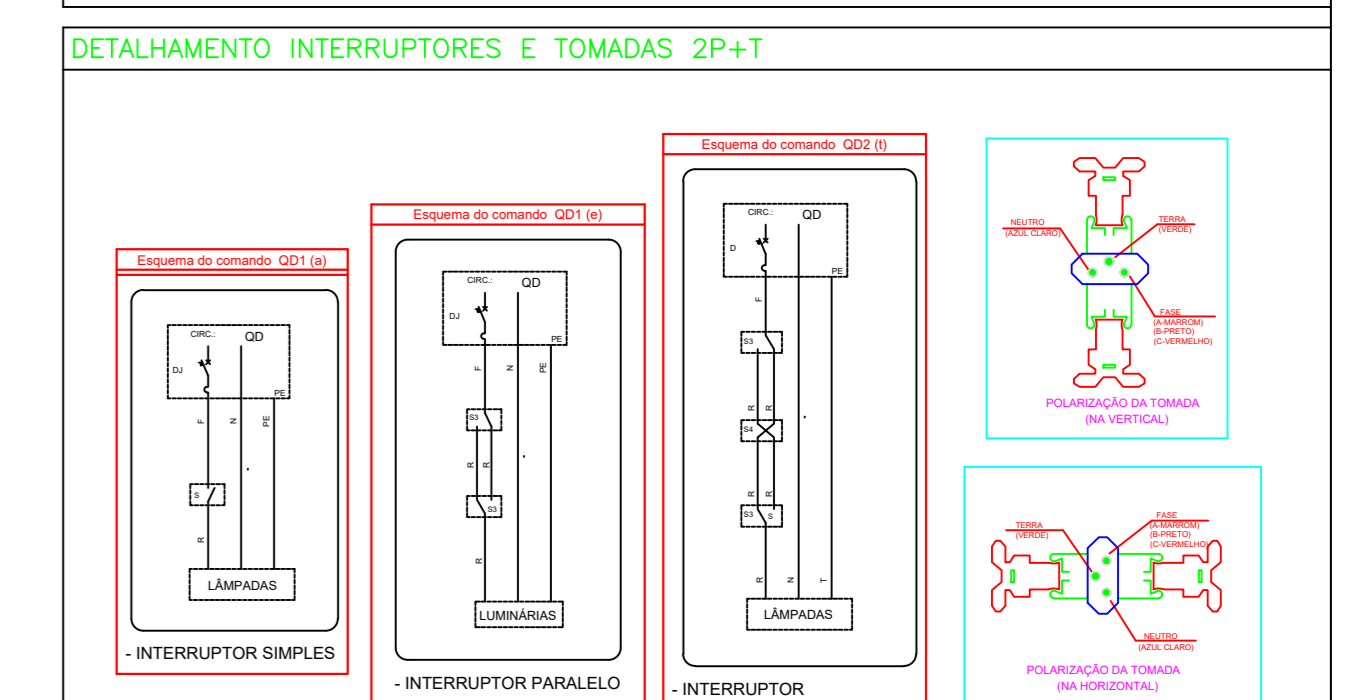 DETALHAMENTO INTERRUPTORES E TOMADAS 2P+T
Esquema do comando QD1 (a)
CIRC.:
QD
DJ
PE
F
N
PE
S
R
LÂMPADAS
- INTERRUPTOR SIMPLES
Esquema do comando QD1 (e)
CIRC.:
QD
DJ
PE
F
N
PE
S3
R
R
S3
R
LUMINÁRIAS
- INTERRUPTOR PARALELO
Esquema do comando QD2 (t)
CIRC.:
QD
D
PE
F
S3
R
R
S4
R
R
S3
S
R
N
T
LÂMPADAS
- INTERRUPTOR
NEUTRO
(AZUL CLARO)
TERRA
(VERDE)
FASE
(A-MARROM)
(B-PRETO)
(C-VERMELHO)
POLARIZAÇÃO DA TOMADA
(NA VERTICAL)
TERRA
(VERDE)
FASE
(A-MARROM)
(B-PRETO)
(C-VERMELHO)
NEUTRO
(AZUL CLARO)
POLARIZAÇÃO DA TOMADA
(NA HORIZONTAL)